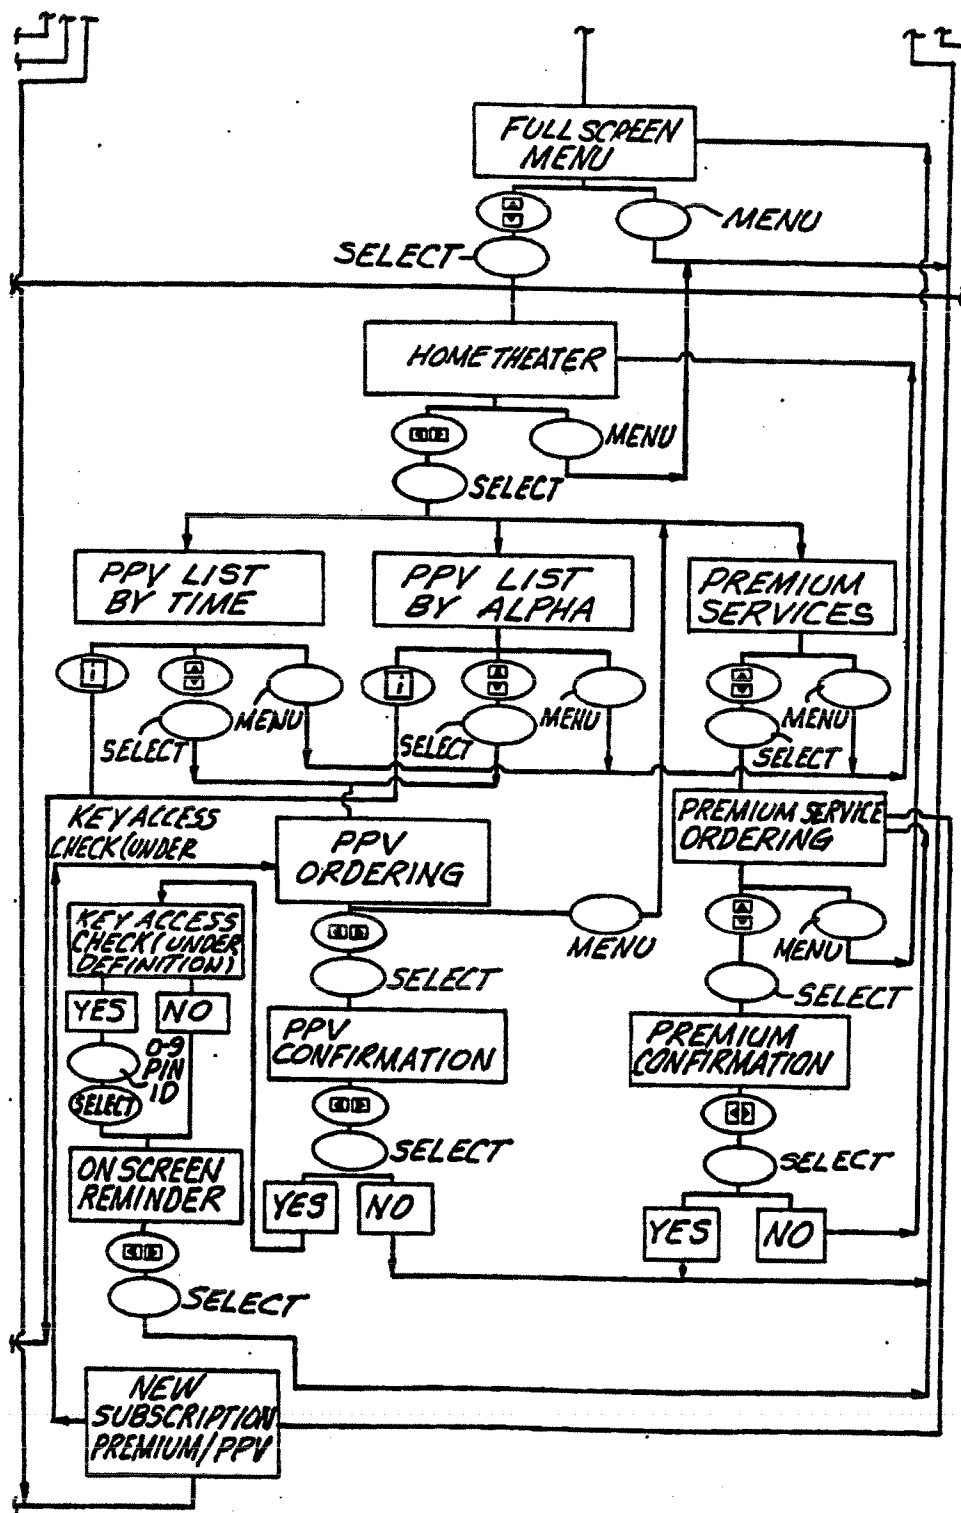 FULL SCREEN
MENU
MENU
SELECT
HOME THEATER
MENU
SELECT
PPV LIST
BY TIME
PPV LIST
BY ALPHA
PREMIUM
SERVICES
i
i
SELECT
MENU
SELECT
MENU
MENU
SELECT
KEY ACCESS
CHECK (UNDER
PPV
ORDERING
PREMIUM SERVICE
ORDERING
KEY ACCESS
CHECK (UNDER
DEFINITION)
MENU
MENU
SELECT
SELECT
YES
NO
PPV
CONFIRMATION
PREMIUM
CONFIRMATION
0-9
PIN
ID
SELECT
SELECT
SELECT
ON SCREEN
REMINDER
YES
NO
YES
NO
SELECT
NEW
SUBSCRIPTION
PREMIUM/PPV